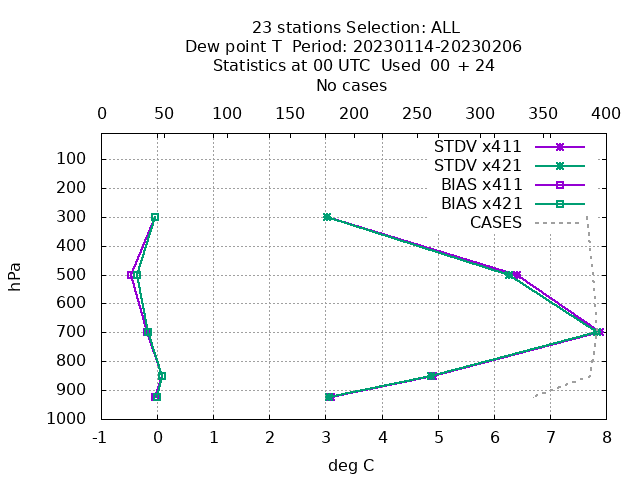 23 stations Selection: ALL
Dew point T  Period: 20230114-20230206
Statistics at 00 UTC  Used  00 + 24
No cases
0 50 100 150 200 250 300 350 400
STDV x411
STDV x421
BIAS x411
BIAS x421
CASES
hPa
100
200
300
400
500
600
700
800
900
1000
-1 0 1 2 3 4 5 6 7 8
deg C